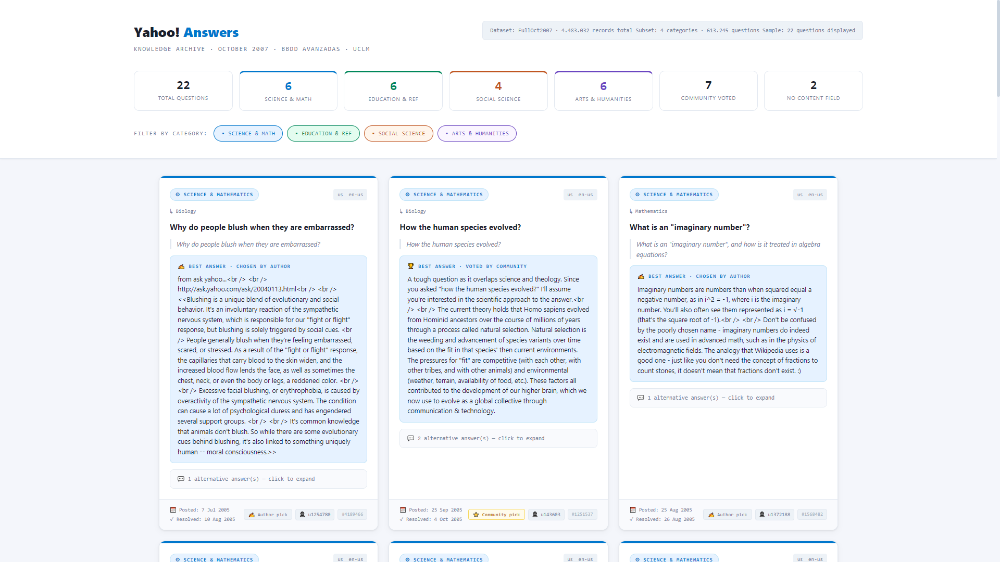 Yahoo! Answers
KNOWLEDGE ARCHIVE · OCTOBER 2007 · BBDD AVANZADAS · UCLM
Dataset: FullOct2007 · 4.483.032 records total Subset: 4 categories · 613.245 questions Sample: 22 questions displayed
22
TOTAL QUESTIONS
6
SCIENCE & MATH
6
EDUCATION & REF
4
SOCIAL SCIENCE
6
ARTS & HUMANITIES
7
COMMUNITY VOTED
2
NO CONTENT FIELD
FILTER BY CATEGORY:
▪ SCIENCE & MATH
▪ EDUCATION & REF
▪ SOCIAL SCIENCE
▪ ARTS & HUMANITIES
⚙ SCIENCE & MATHEMATICS
us en-us
↳ Biology
Why do people blush when they are embarrassed?
Why do people blush when they are embarrassed?
✍ BEST ANSWER · CHOSEN BY AUTHOR
from ask yahoo...<br /> <br />
http://ask.yahoo.com/ask/20040113.html<br /> <br />
<<Blushing is a unique blend of evolutionary and social
behavior. It's an involuntary reaction of the sympathetic
nervous system, which is responsible for our "fight or flight"
response, but blushing is solely triggered by social cues. <br
/> People generally blush when they're feeling embarrassed,
scared, or stressed. As a result of the "fight or flight" response,
the capillaries that carry blood to the skin widen, and the
increased blood flow lends the face, as well as sometimes the
chest, neck, or even the body or legs, a reddened color. <br />
<br /> Excessive facial blushing, or erythrophobia, is caused by
overactivity of the sympathetic nervous system. The condition
can cause a lot of psychological duress and has engendered
several support groups. <br /> <br /> It's common knowledge
that animals don't blush. So while there are some evolutionary
cues behind blushing, it's also linked to something uniquely
human -- moral consciousness.>>
💬 1 alternative answer(s) — click to expand
📅 Posted: 7 Jul 2005
✓ Resolved: 10 Aug 2005
✍ Author pick
👤 u1254780
#4189466
⚙ SCIENCE & MATHEMATICS
us en-us
↳ Biology
How the human species evolved?
How the human species evolved?
🏆 BEST ANSWER · VOTED BY COMMUNITY
A tough question as it overlaps science and theology. Since
you asked "how the human species evolved?" I'll assume
you're interested in the scientific approach to the answer.<br
/> <br /> The current theory holds that Homo sapiens evolved
from Hominid ancestors over the course of millions of years
through a process called natural selection. Natural selection is
the weeding and advancement of species variants over time
based on the fit in that species' then current environments.
The pressures for "fit" are competitive (with each other, with
other tribes, and with other animals) and environmental
(weather, terrain, availability of food, etc.). These factors all
contributed to the development of our higher brain, which we
now use to evolve as a global collective through
communication & technology.
💬 2 alternative answer(s) — click to expand
📅 Posted: 25 Sep 2005
✓ Resolved: 4 Oct 2005
⭐ Community pick
👤 u143603
#1251537
⚙ SCIENCE & MATHEMATICS
us en-us
↳ Mathematics
What is an "imaginary number"?
What is an "imaginary number", and how is it treated in algebra
equations?
✍ BEST ANSWER · CHOSEN BY AUTHOR
Imaginary numbers are numbers than when squared equal a
negative number, as in i^2 = -1, where i is the imaginary
number. You'll also often see them represented as i = √-1
(that's the square root of -1).<br /> <br /> Don't be confused
by the poorly chosen name - imaginary numbers do indeed
exist and are used in advanced math, such as in the physics of
electromagnetic fields. The analogy that Wikipedia uses is a
good one - just like you don't need the concept of fractions to
count stones, it doesn't mean that fractions don't exist. :)
💬 1 alternative answer(s) — click to expand
📅 Posted: 25 Aug 2005
✓ Resolved: 26 Aug 2005
✍ Author pick
👤 u1372188
#1568482
⚙ SCIENCE & MATHEMATICS
us en-us
⚙ SCIENCE & MATHEMATICS
us en-us
⚙ SCIENCE & MATHEMATICS
us en-us